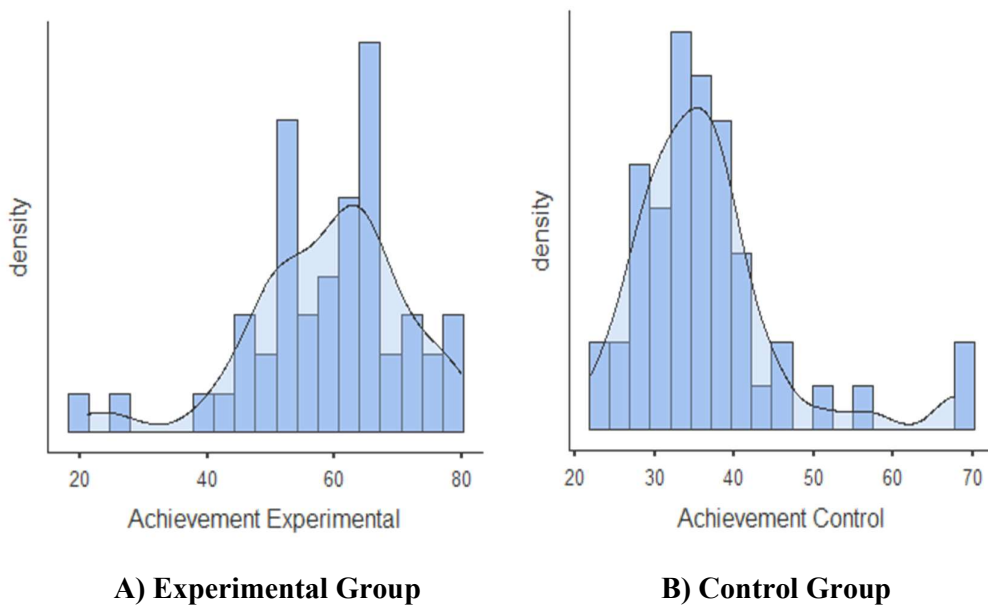 density
20 40 60 80
Achievement Experimental
A) Experimental Group
density
20 30 40 50 60 70
Achievement Control
B) Control Group